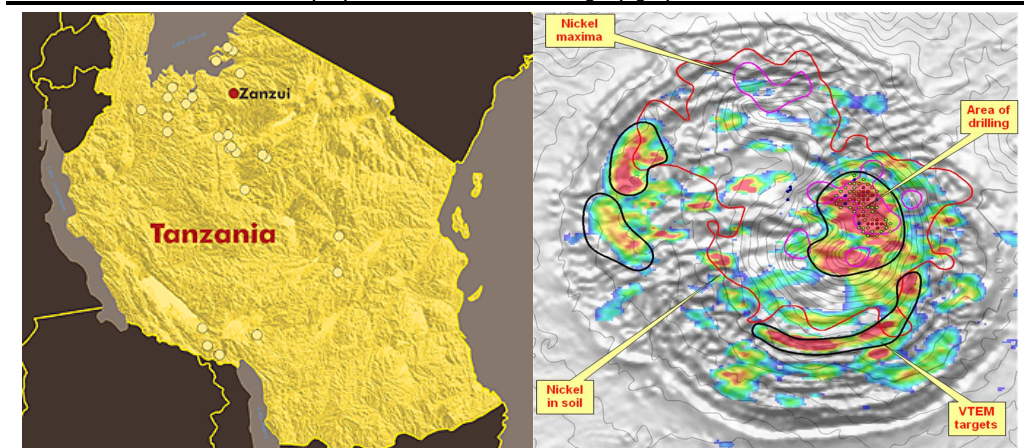 Zanzui
Tanzania
Nickel
maxima
Area of
drilling
Nickel
in soil
VTEM
targets